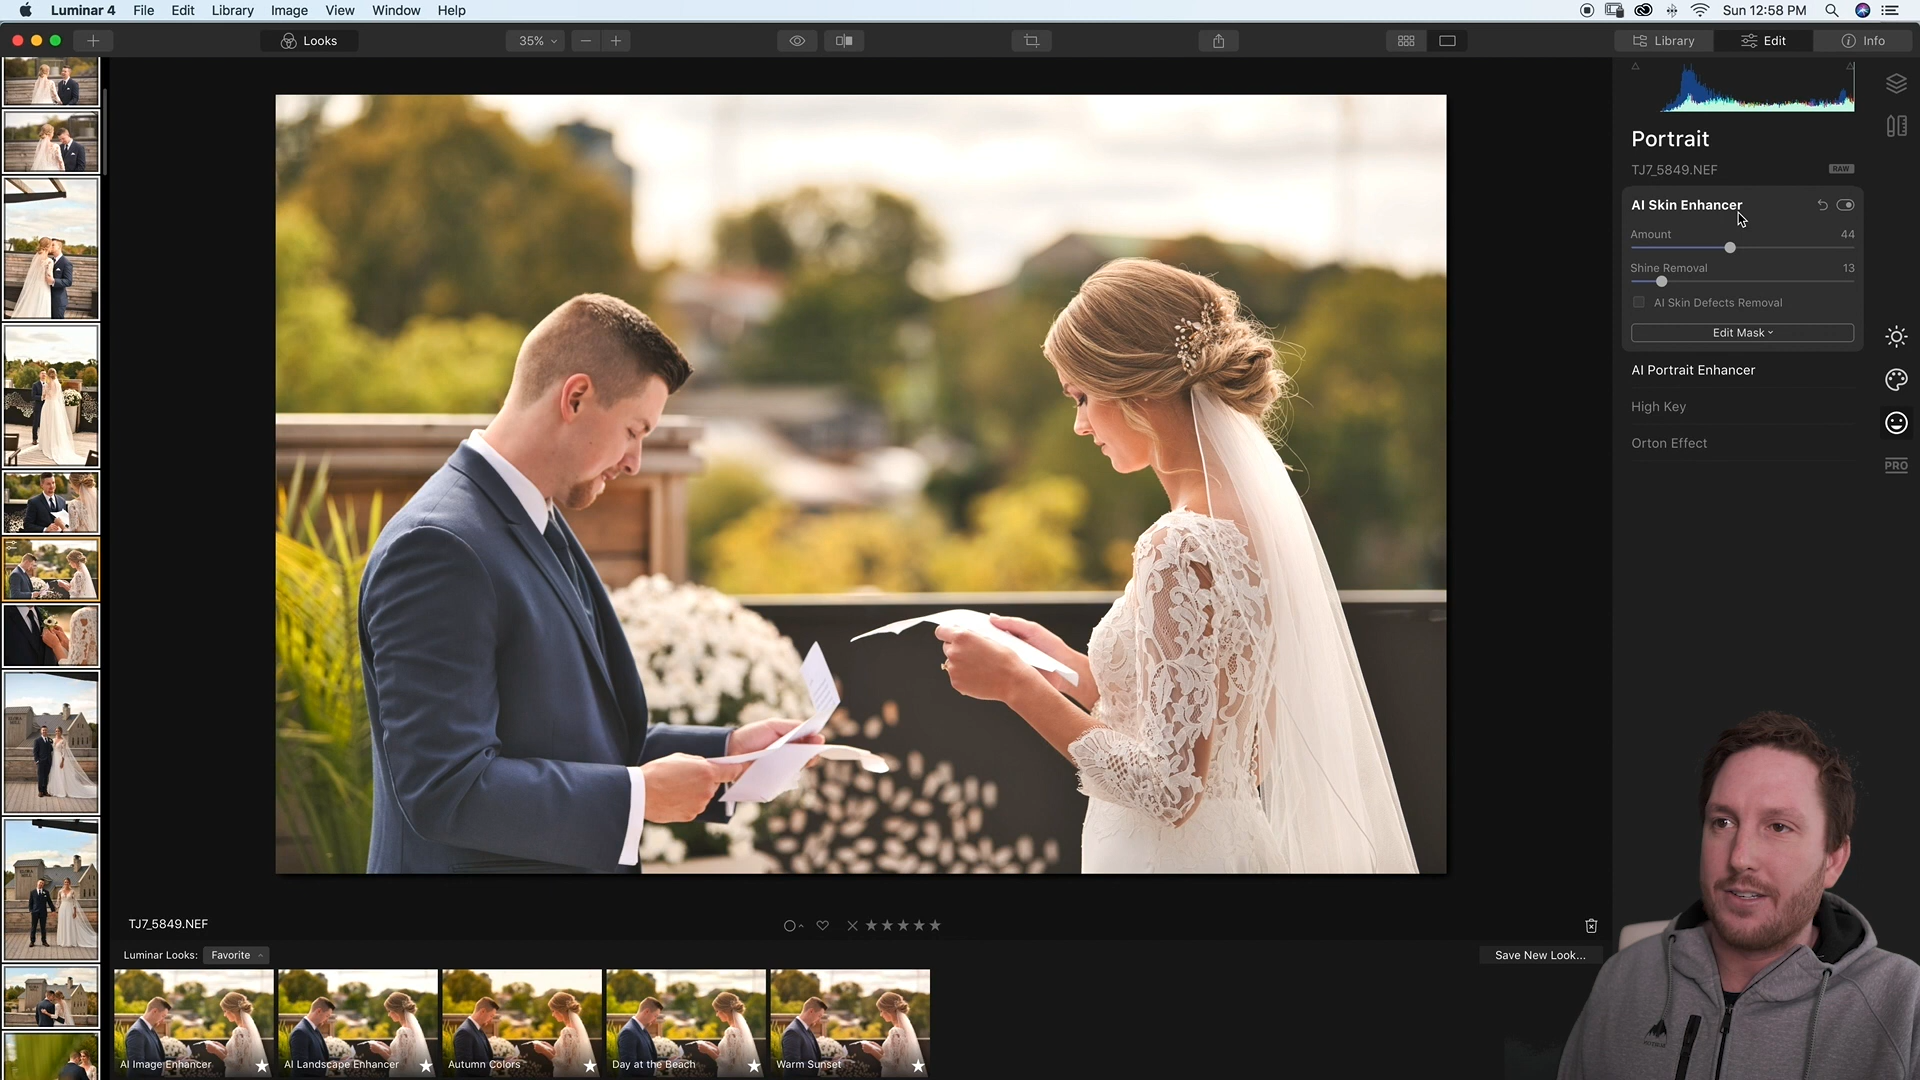 Luminar 4 File Edit Library Image View Window Help
Sun 12:58 PM
Looks
35%
Library
Edit
Info
Portrait
TJ7_5849.NEF
RAW
AI Skin Enhancer
Amount 44
Shine Removal 13
AI Skin Defects Removal
Edit Mask
AI Portrait Enhancer
High Key
Orton Effect
PRO
TJ7_5849.NEF
Luminar Looks: Favorite
Save New Look...
AI Image Enhancer
AI Landscape Enhancer
Autumn Colors
Day at the Beach
Warm Sunset